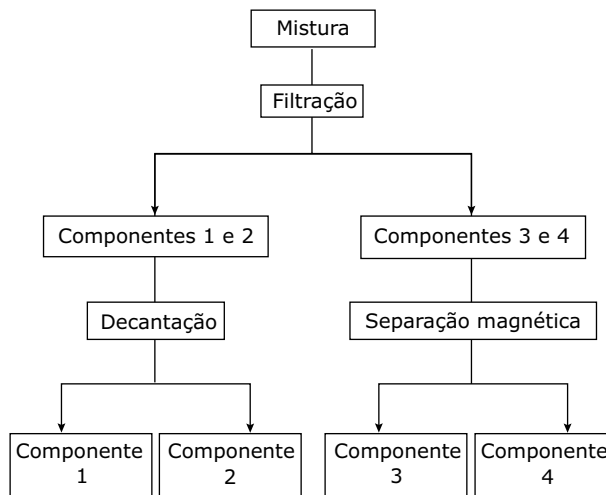 Mistura
Filtração
Componentes 1 e 2
Componentes 3 e 4
Decantação
Separação magnética
Componente
1
Componente
2
Componente
3
Componente
4